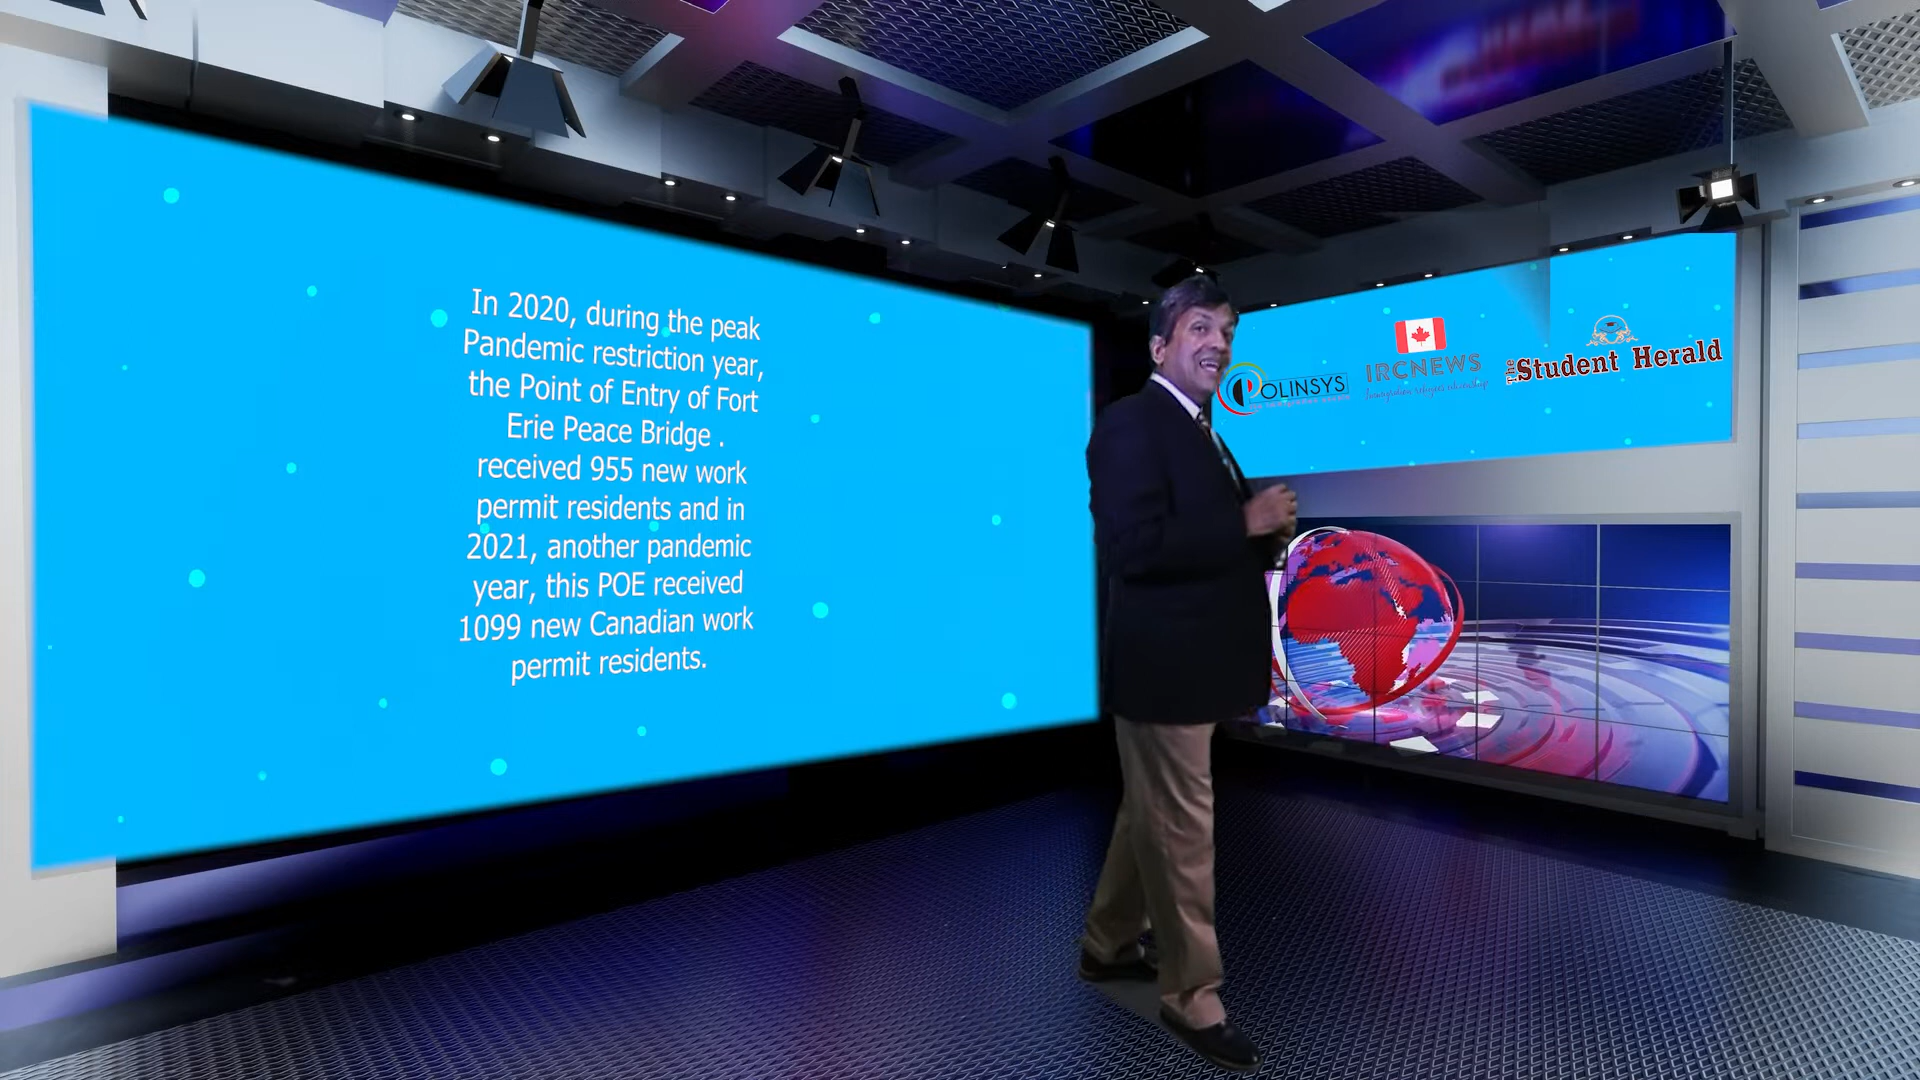 In 2020, during the peak
Pandemic restriction year,
the Point of Entry of Fort
Erie Peace Bridge .
received 955 new work
permit residents and in
2021, another pandemic
year, this POE received
1099 new Canadian work
permit residents.
POLINSYS
IRCNEWS
The Student Herald